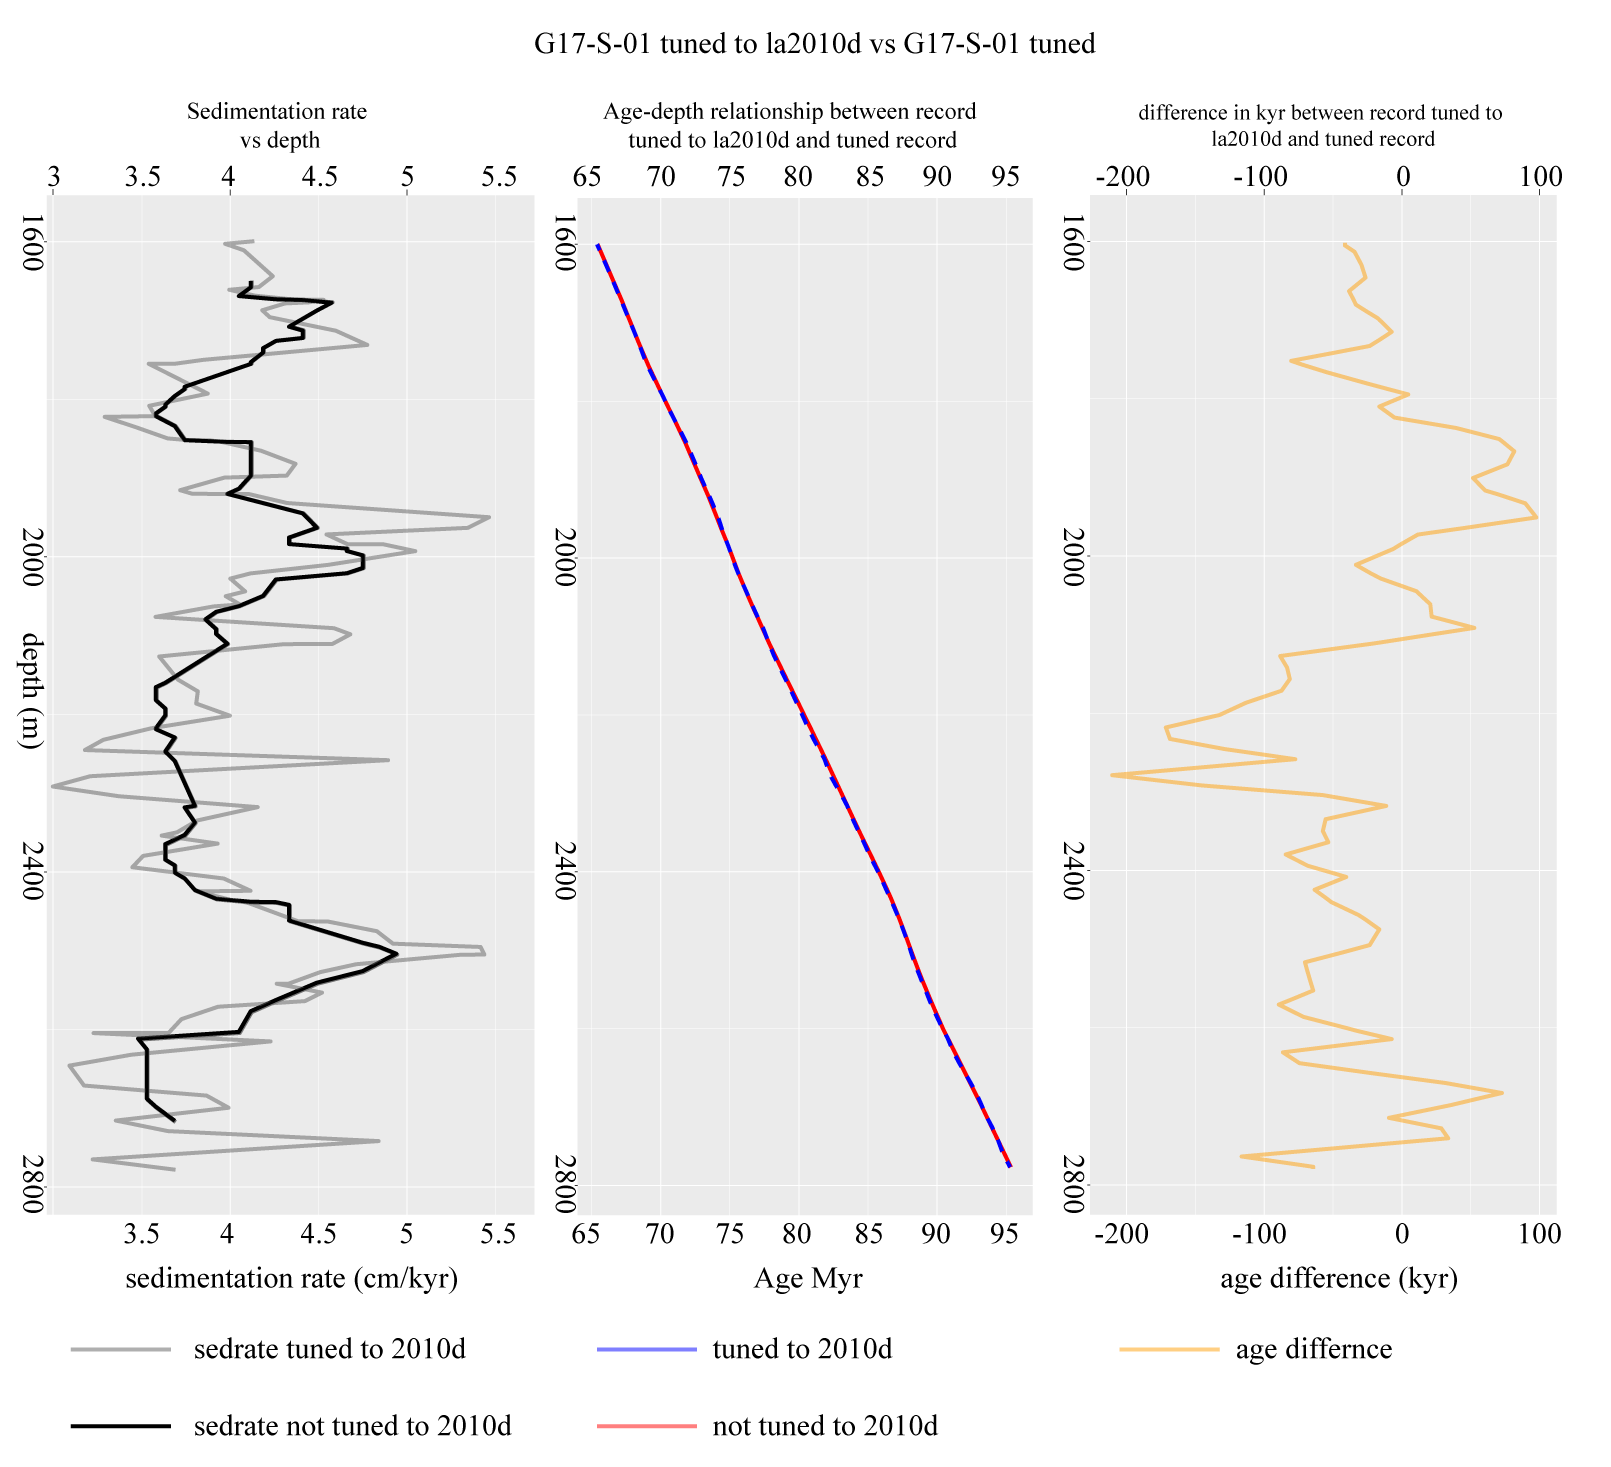 G17-S-01 tuned to la2010d vs G17-S-01 tuned
Sedimentation rate
vs depth
3 3.5 4 4.5 5 5.5
1600
2000
2400
2800
depth (m)
3.5 4 4.5 5 5.5
sedimentation rate (cm/kyr)
Age-depth relationship between record
tuned to la2010d and tuned record
65 70 75 80 85 90 95
1600
2000
2400
2800
65 70 75 80 85 90 95
Age Myr
difference in kyr between record tuned to
la2010d and tuned record
-200 -100 0 100
1600
2000
2400
2800
-200 -100 0 100
age difference (kyr)
sedrate tuned to 2010d
sedrate not tuned to 2010d
tuned to 2010d
not tuned to 2010d
age differnce